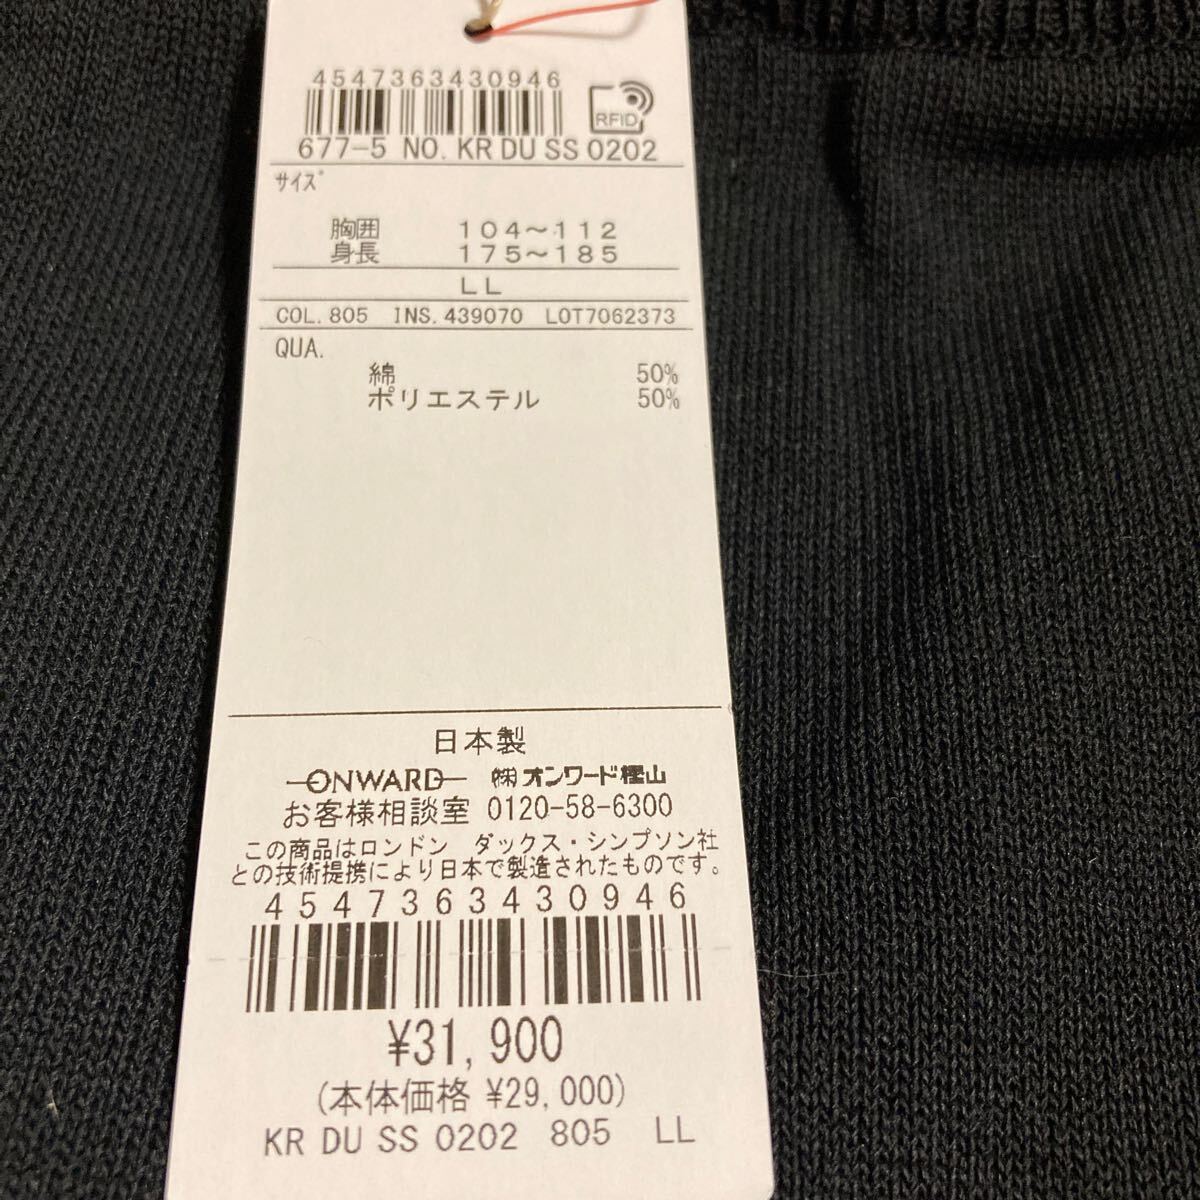 4547363430946
RFID
677-5 NO. KR DU SS 0202
サイズ
胸囲 104～112
身長 175～185
LL
COL. 805 INS. 439070 LOT7062373
QUA.
綿 50%
ポリエステル 50%
日本製
ONWARD ㈱オンワード樫山
お客様相談室 0120-58-6300
この商品はロンドン ダックス・シンプソン社
との技術提携により日本で製造されたものです。
4547363430946
¥31,900
(本体価格 ¥29,000)
KR DU SS 0202 805 LL